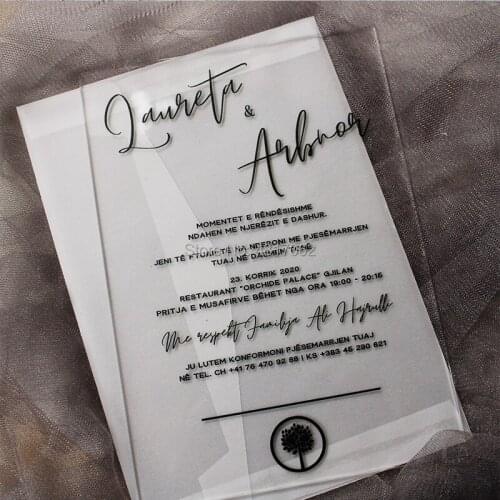 Laureta
&
Arbnor
MOMENTET E RËNDËSISHME
NDAHEN ME NJERËZIT E DASHUR.
JENI TË FTUAR TË NA NDERONI ME PJESËMARRJEN
TUAJ NË DASMËN TONË
23. KORRIK 2020
RESTAURANT "ORCHIDE PALACE" GJILAN
PRITJA E MUSAFIRVE BËHET NGA ORA 19:00 - 20:15
Me respekt Familja Ali Hajrulli
JU LUTEM KONFORMONI PJËSEMARRJEN TUAJ
NË TEL. CH +41 76 470 92 88 | KS +383 45 290 621